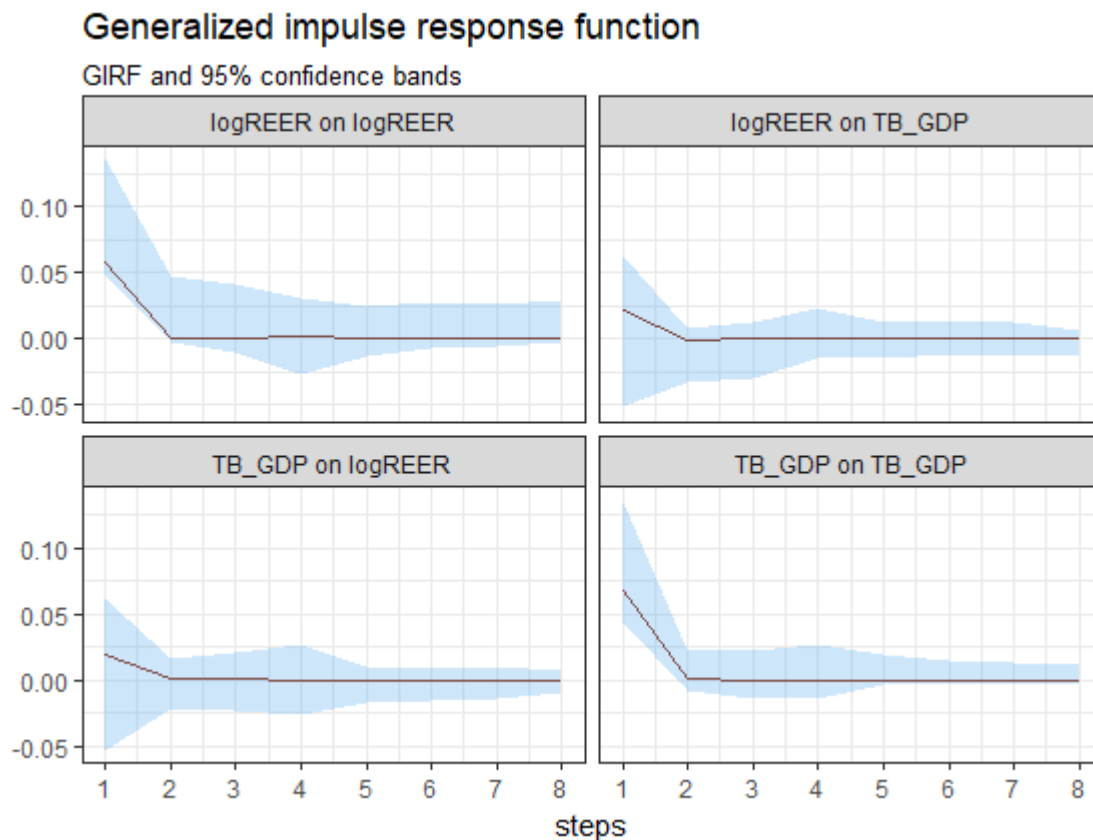 Generalized impulse response function
GIRF and 95% confidence bands
logREER on logREER
logREER on TB_GDP
0.10
0.05
0.00
-0.05
TB_GDP on logREER
TB_GDP on TB_GDP
0.10
0.05
0.00
-0.05
1 2 3 4 5 6 7 8
1 2 3 4 5 6 7 8
steps